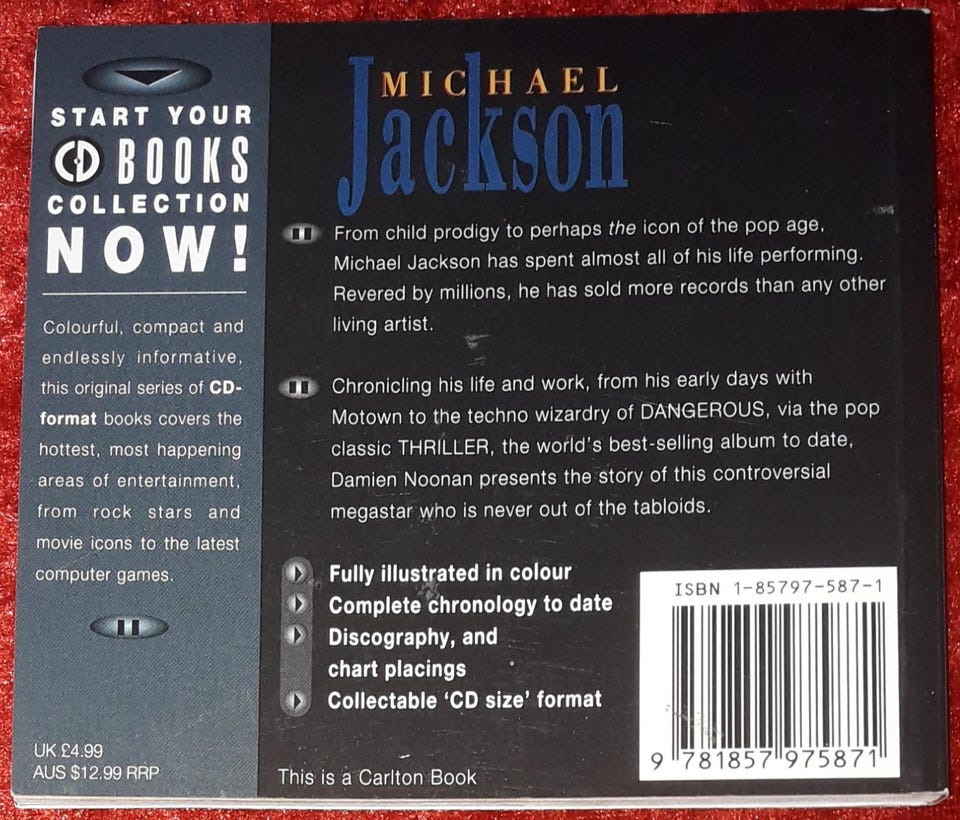 START YOUR
CD BOOKS
COLLECTION
NOW!
Colourful, compact and
endlessly informative,
this original series of CD-
format books covers the
hottest, most happening
areas of entertainment,
from rock stars and
movie icons to the latest
computer games.
UK £4.99
AUS $12.99 RRP
MICHAEL
Jackson
From child prodigy to perhaps the icon of the pop age,
Michael Jackson has spent almost all of his life performing.
Revered by millions, he has sold more records than any other
living artist.
Chronicling his life and work, from his early days with
Motown to the techno wizardry of DANGEROUS, via the pop
classic THRILLER, the world's best-selling album to date,
Damien Noonan presents the story of this controversial
megastar who is never out of the tabloids.
Fully illustrated in colour
Complete chronology to date
Discography, and
chart placings
Collectable 'CD size' format
This is a Carlton Book
ISBN 1-85797-587-1
9 781857 975871